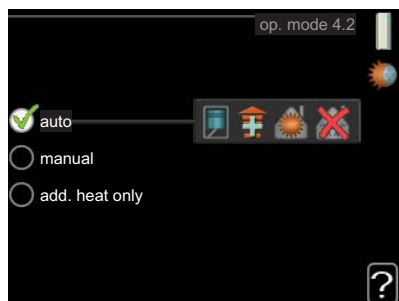 op. mode 4.2
auto
manual
add. heat only
?